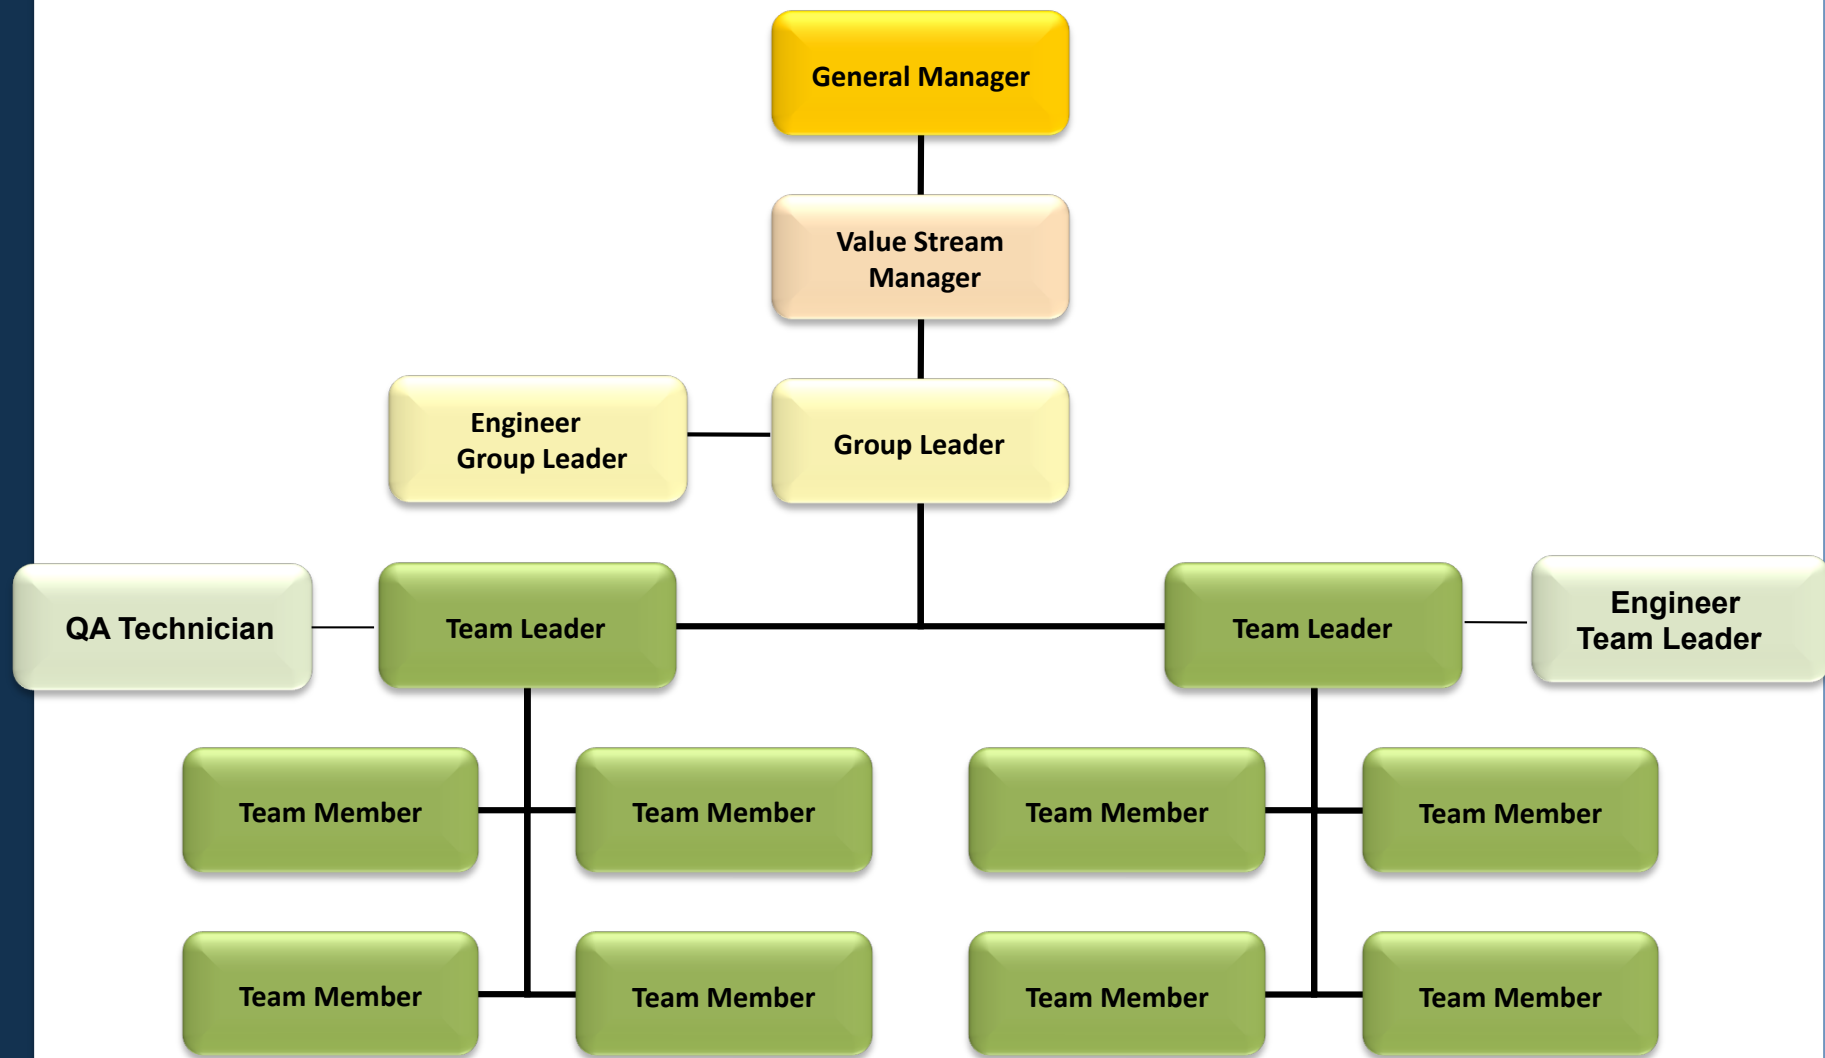 General Manager
Value Stream
Manager
Engineer
Group Leader
Group Leader
QA Technician
Team Leader
Team Leader
Engineer
Team Leader
Team Member
Team Member
Team Member
Team Member
Team Member
Team Member
Team Member
Team Member